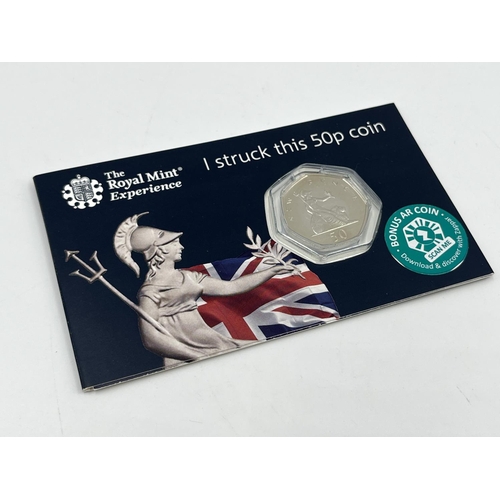 The
Royal Mint®
Experience
I struck this 50p coin
50
BONUS AR COIN
SCAN ME
Download & discover with Zappar